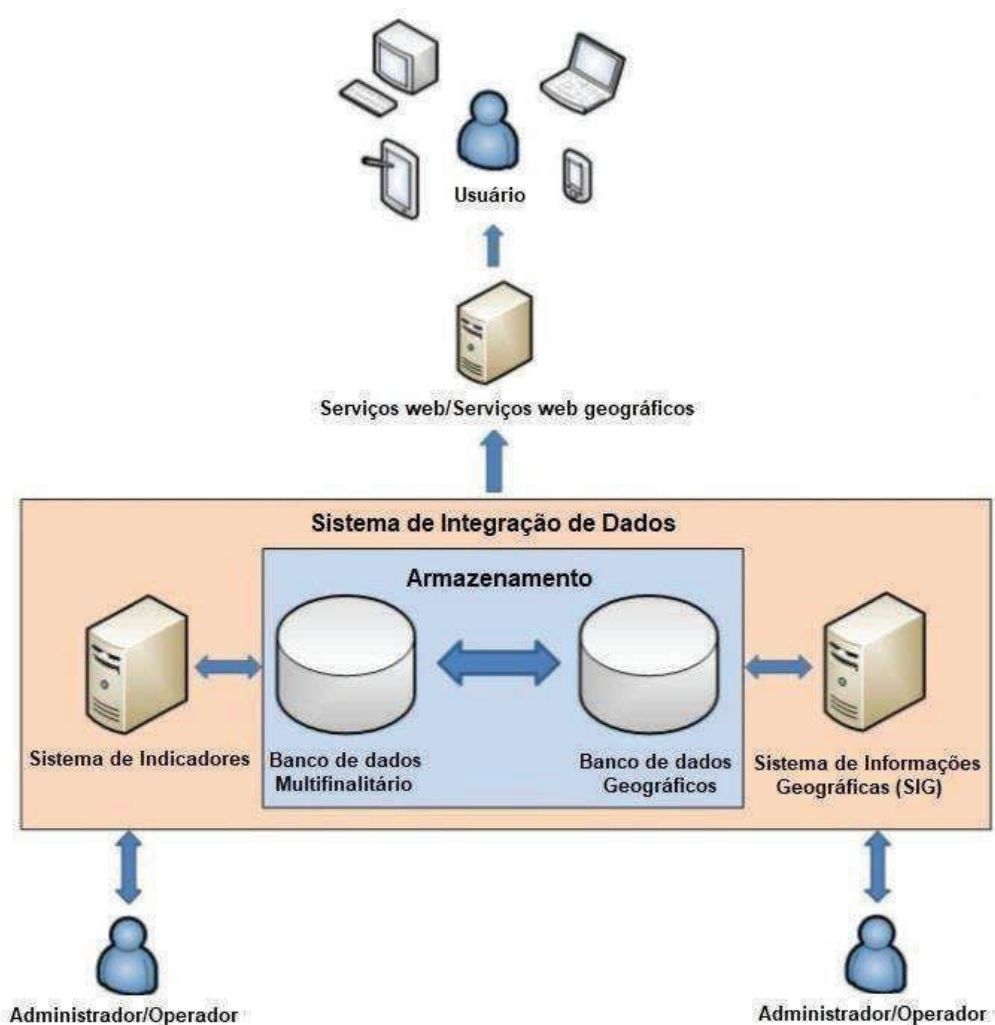 Usuário
Serviços web/Serviços web geográficos
Sistema de Integração de Dados
Armazenamento
Sistema de Indicadores
Banco de dados
Multifinalitário
Banco de dados
Geográficos
Sistema de Informações
Geográficas (SIG)
Administrador/Operador
Administrador/Operador